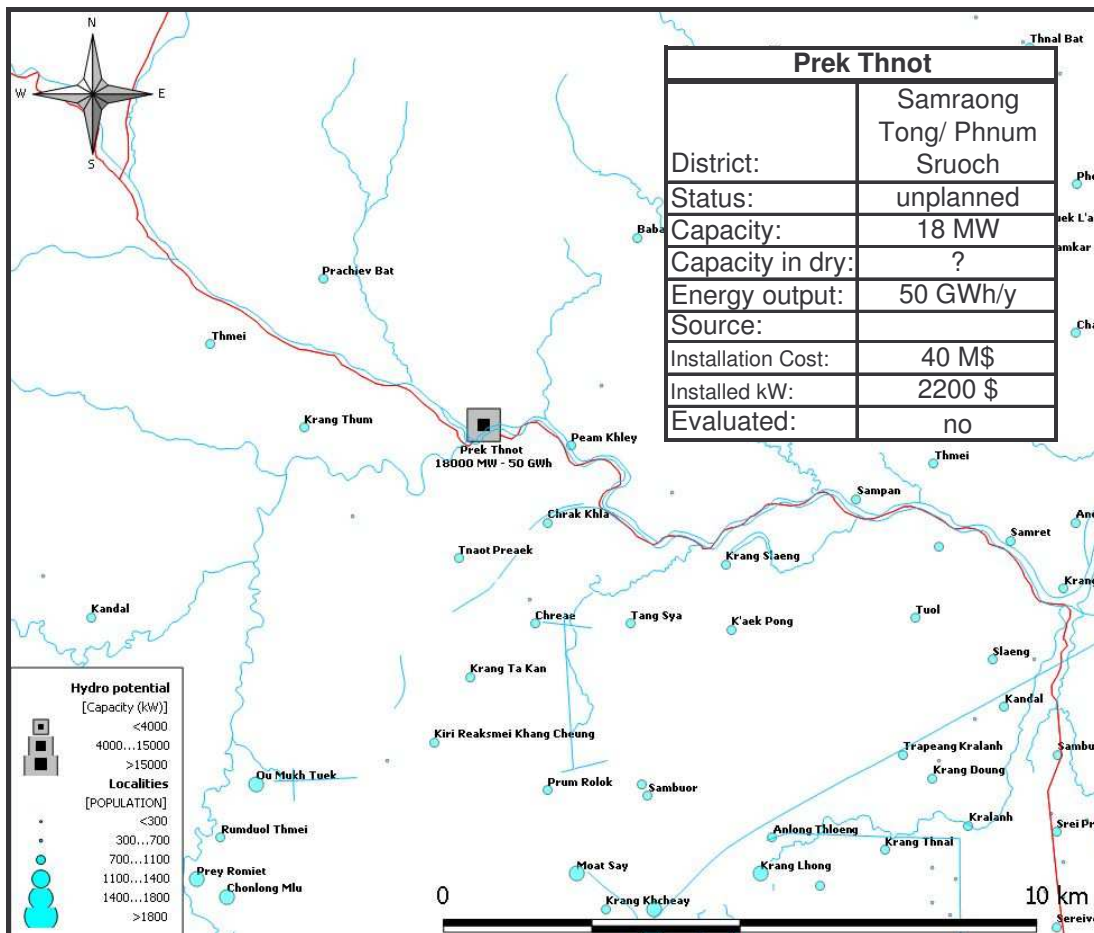 N
W
E
S
Thnal Bat
Prek Thnot
District:
Samraong
Tong/ Phnum
Sruoch
Status:
unplanned
Capacity:
18 MW
Capacity in dry:
?
Energy output:
50 GWh/y
Source:
Installation Cost:
40 M$
Installed kW:
2200 $
Evaluated:
no
Prachiev Bat
Thmei
Krang Thum
Prek Thnot
18000 MW - 50 GWh
Peam Khley
Thmei
Sampan
Chrak Khla
Samret
Tnaot Preaek
Krang Slaeng
Krang
Kandal
Chreae
Tang Sya
K'aek Pong
Tuol
Slaeng
Krang Ta Kan
Kandal
Kiri Reaksmei Khang Cheung
Trapeang Kralanh
Krang Doung
Ou Mukh Tuek
Prum Rolok
Sambuor
Rumduol Thmei
Anlong Thloeng
Kralanh
Krang Thnal
Prey Romiet
Chonlong Mlu
Moat Say
Krang Lhong
Krang Khcheay
Hydro potential
[Capacity (kW)]
<4000
4000...15000
>15000
Localities
[POPULATION]
<300
300...700
700...1100
1100...1400
1400...1800
>1800
0
10 km